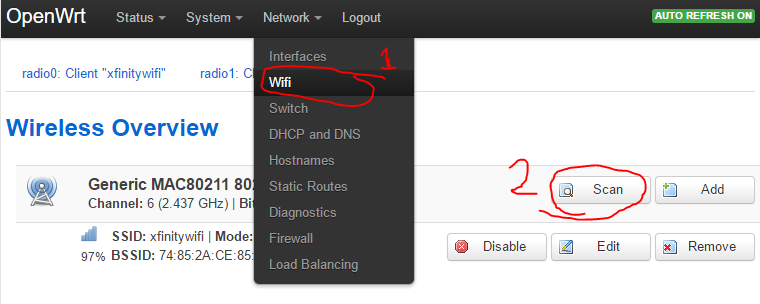 OpenWrt Status System Network Logout AUTO REFRESH ON
Interfaces
1
radio0: Client "xfinitywifi" radio1:
Wifi
Switch
Wireless Overview
DHCP and DNS
Hostnames
Generic MAC80211
Static Routes
2
Scan Add
Channel: 6 (2.437 GHz) |
Diagnostics
SSID: xfinitywifi | Mode:
Firewall
Disable Edit Remove
97% BSSID: 74:85:2A:CE:85:
Load Balancing